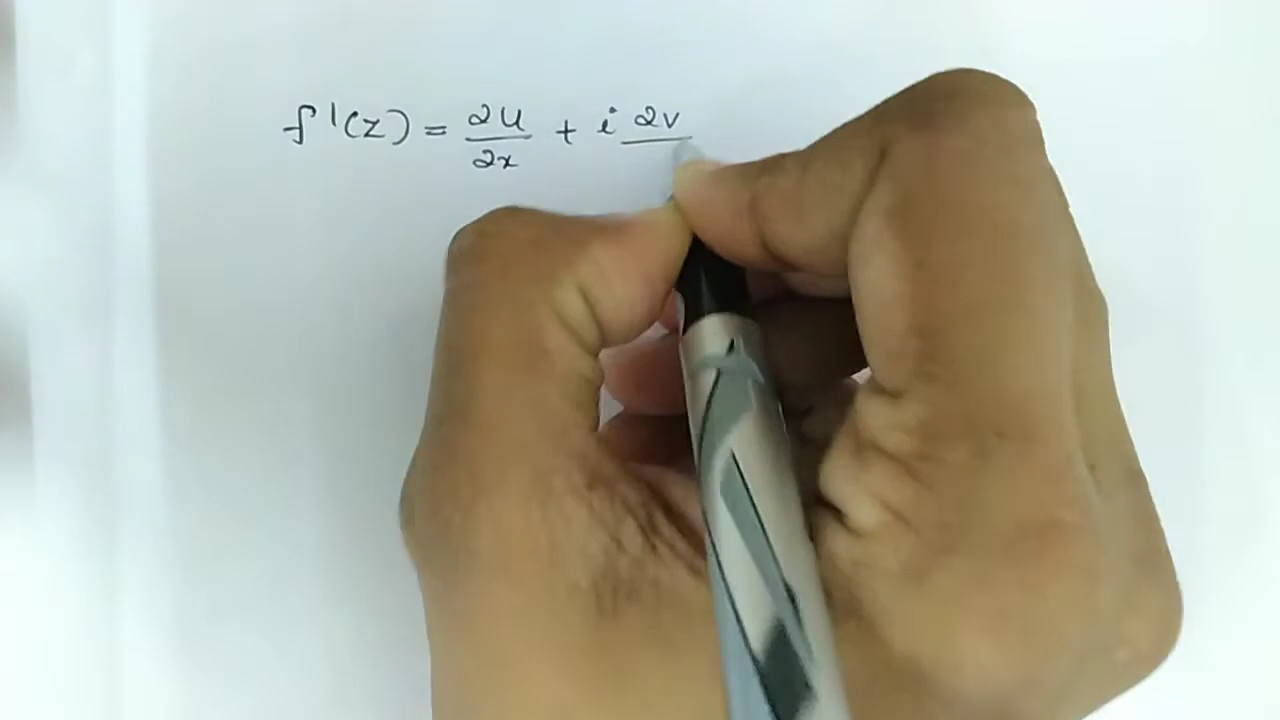 f'(z) = ∂u/∂x + i ∂v/